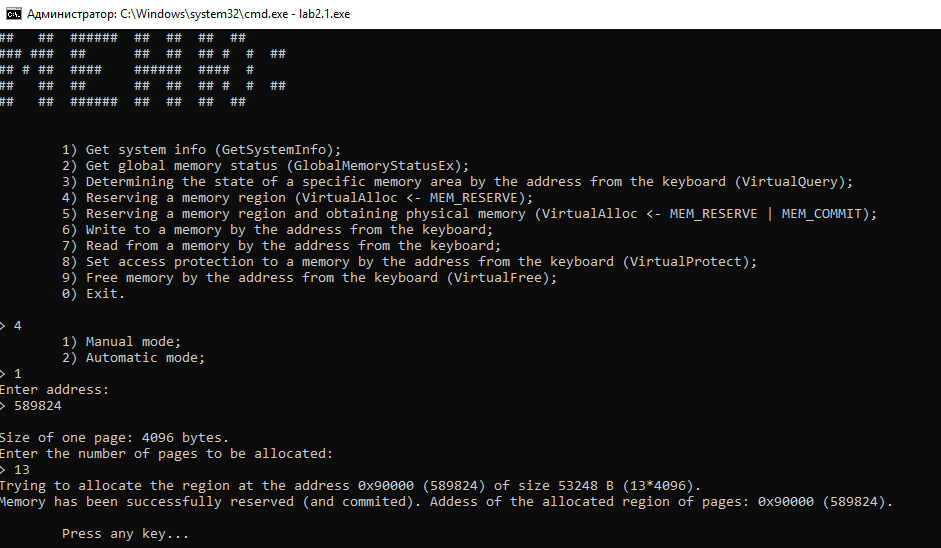 Администратор: C:\Windows\system32\cmd.exe - lab2.1.exe
##   ##  ######  ##  ##  ##  ##
### ###  ##      ##  ##  ## #  #  ##
## # ##  ####    ######  ####  #
##   ##  ##      ##  ##  ## #  #  ##
##   ##  ######  ##  ##  ##  ##
1) Get system info (GetSystemInfo);
2) Get global memory status (GlobalMemoryStatusEx);
3) Determining the state of a specific memory area by the address from the keyboard (VirtualQuery);
4) Reserving a memory region (VirtualAlloc <- MEM_RESERVE);
5) Reserving a memory region and obtaining physical memory (VirtualAlloc <- MEM_RESERVE | MEM_COMMIT);
6) Write to a memory by the address from the keyboard;
7) Read from a memory by the address from the keyboard;
8) Set access protection to a memory by the address from the keyboard (VirtualProtect);
9) Free memory by the address from the keyboard (VirtualFree);
0) Exit.
> 4
1) Manual mode;
2) Automatic mode;
> 1
Enter address:
> 589824
Size of one page: 4096 bytes.
Enter the number of pages to be allocated:
> 13
Trying to allocate the region at the address 0x90000 (589824) of size 53248 B (13*4096).
Memory has been successfully reserved (and commited). Addess of the allocated region of pages: 0x90000 (589824).
Press any key...